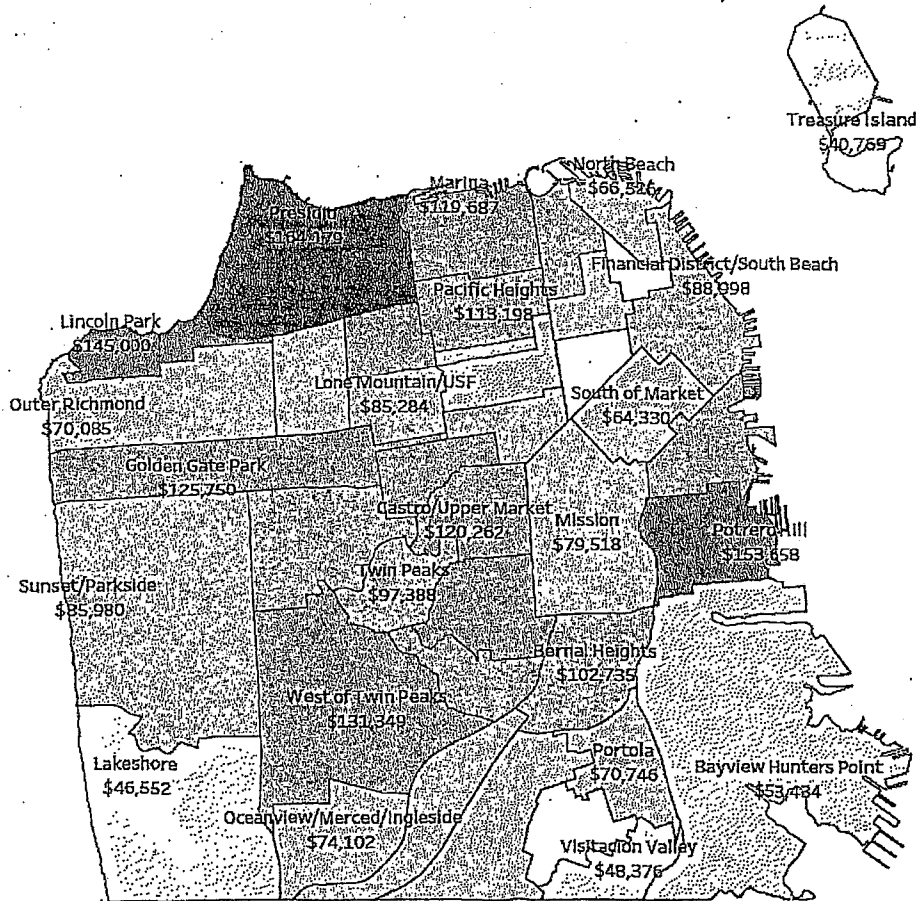 Treasure Island
$40,769
North Beach
$66,526
Marina
$119,687
Presidio
$164,179
Financial District/South Beach
$88,998
Pacific Heights
$113,198
Lincoln Park
$145,000
Lone Mountain/USF
$85,284
South of Market
$64,330
Outer Richmond
$70,085
Golden Gate Park
$125,750
Castro/Upper Market
$120,262
Mission
$79,518
Potrero Hill
$153,658
Twin Peaks
$97,388
Sunset/Parkside
$85,980
Bernal Heights
$102,735
West of Twin Peaks
$131,349
Portola
$70,746
Lakeshore
$46,552
Bayview Hunters Point
$53,434
Oceanview/Merced/Ingleside
$74,102
Visitacion Valley
$48,376